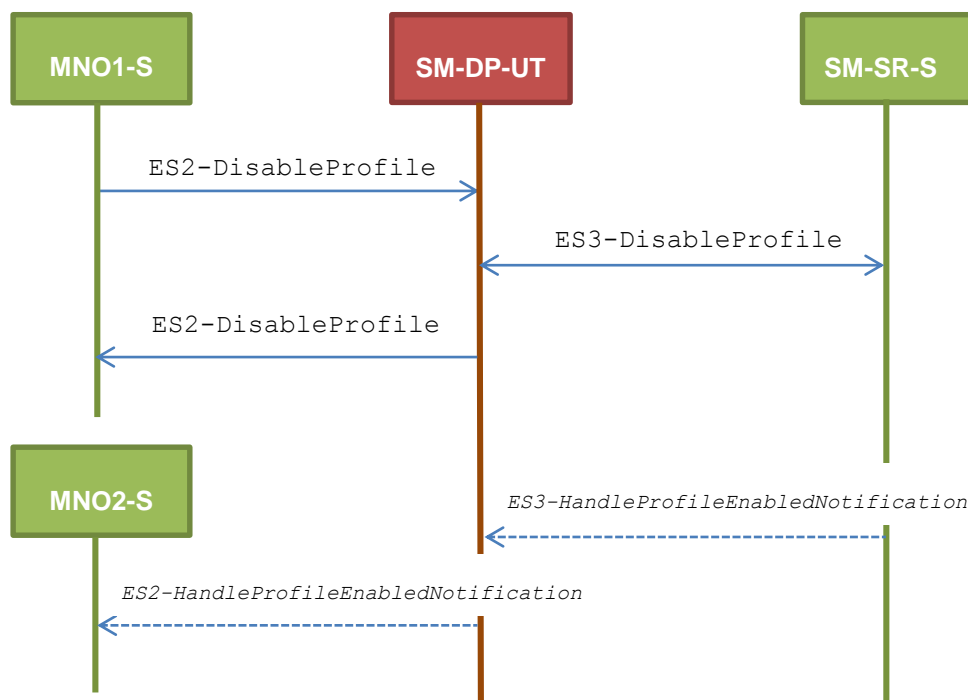 MNO1-S
SM-DP-UT
SM-SR-S
ES2-DisableProfile
ES3-DisableProfile
ES2-DisableProfile
MNO2-S
ES3-HandleProfileEnabledNotification
ES2-HandleProfileEnabledNotification